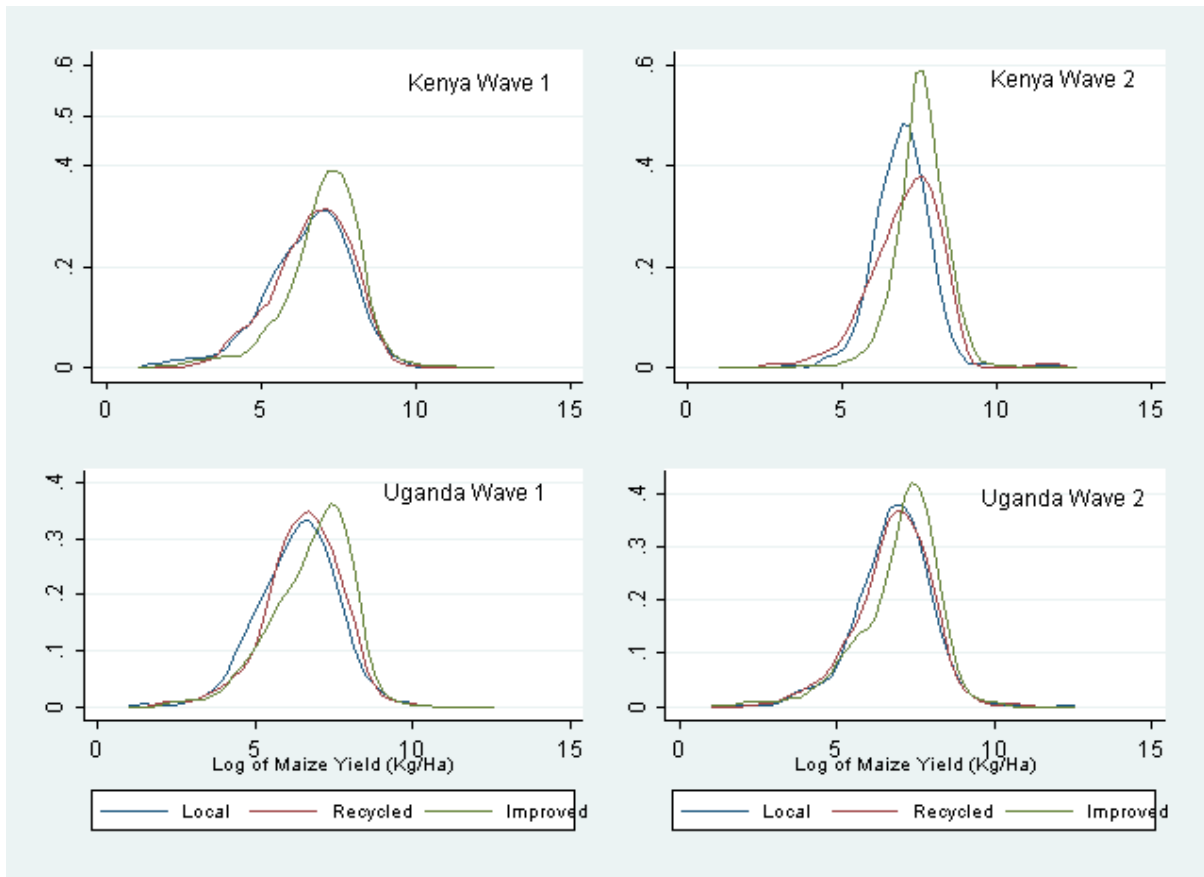 Kenya Wave 1
.6
.5
.4
.2
0
0 5 10 15
Kenya Wave 2
.6
.4
.2
0
0 5 10 15
Uganda Wave 1
.4
.3
.2
.1
0
0 5 10 15
Log of Maize Yield (Kg/Ha)
Local Recycled Improved
Uganda Wave 2
.4
.3
.2
.1
0
0 5 10 15
Log of Maize Yield (Kg/Ha)
Local Recycled Improved